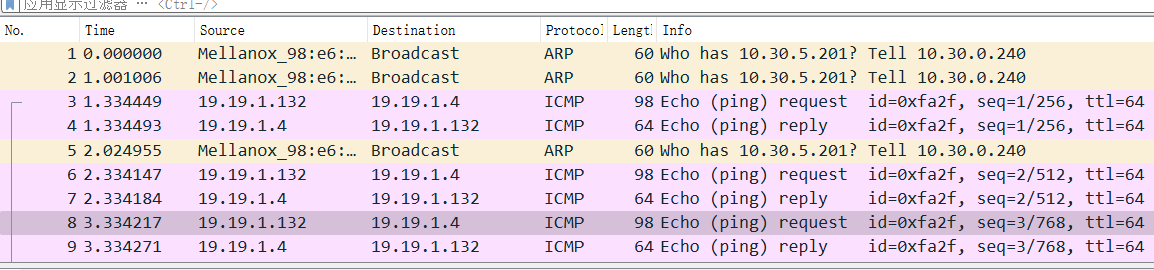 应用显示过滤器 … <Ctrl-/>
No. Time Source Destination Protocol Length Info
1 0.000000 Mellanox_98:e6:… Broadcast ARP 60 Who has 10.30.5.201? Tell 10.30.0.240
2 1.001006 Mellanox_98:e6:… Broadcast ARP 60 Who has 10.30.5.201? Tell 10.30.0.240
3 1.334449 19.19.1.132 19.19.1.4 ICMP 98 Echo (ping) request id=0xfa2f, seq=1/256, ttl=64
4 1.334493 19.19.1.4 19.19.1.132 ICMP 64 Echo (ping) reply id=0xfa2f, seq=1/256, ttl=64
5 2.024955 Mellanox_98:e6:… Broadcast ARP 60 Who has 10.30.5.201? Tell 10.30.0.240
6 2.334147 19.19.1.132 19.19.1.4 ICMP 98 Echo (ping) request id=0xfa2f, seq=2/512, ttl=64
7 2.334184 19.19.1.4 19.19.1.132 ICMP 64 Echo (ping) reply id=0xfa2f, seq=2/512, ttl=64
8 3.334217 19.19.1.132 19.19.1.4 ICMP 98 Echo (ping) request id=0xfa2f, seq=3/768, ttl=64
9 3.334271 19.19.1.4 19.19.1.132 ICMP 64 Echo (ping) reply id=0xfa2f, seq=3/768, ttl=64